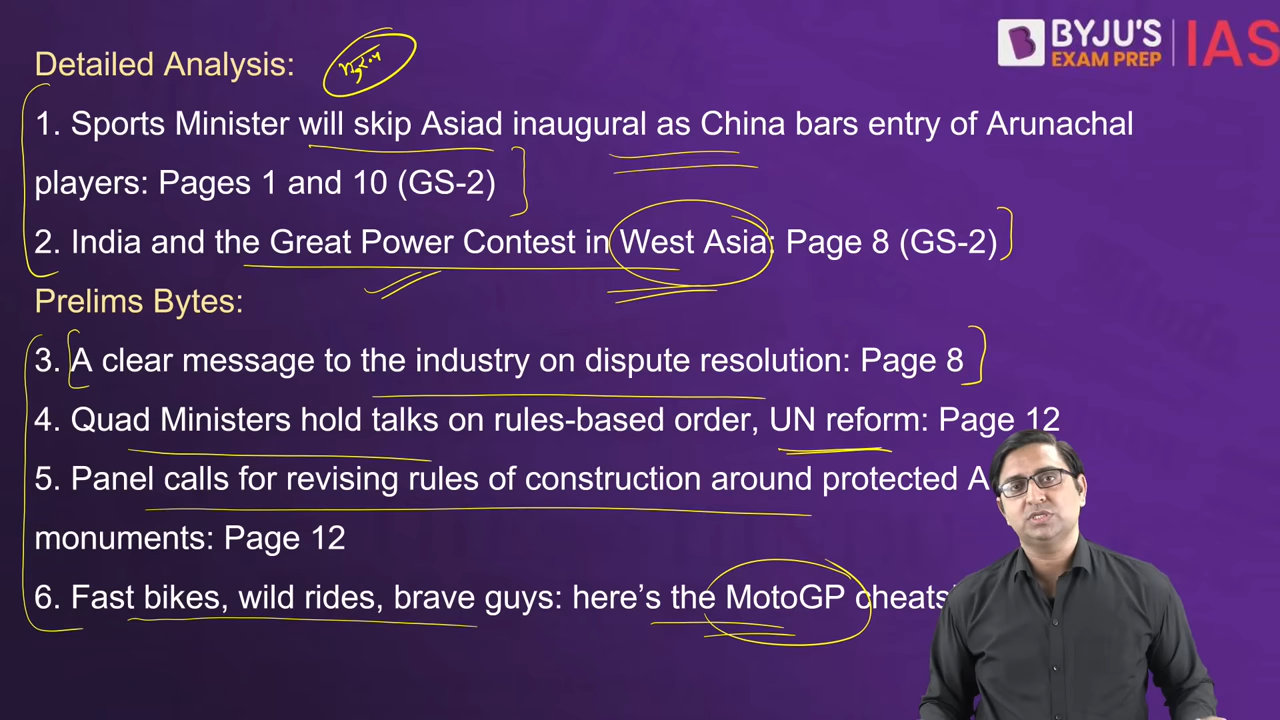 BYJU'S
EXAM PREP
IAS
Detailed Analysis:
1. Sports Minister will skip Asiad inaugural as China bars entry of Arunachal
players: Pages 1 and 10 (GS-2)
2. India and the Great Power Contest in West Asia: Page 8 (GS-2)
Prelims Bytes:
3. A clear message to the industry on dispute resolution: Page 8
4. Quad Ministers hold talks on rules-based order, UN reform: Page 12
5. Panel calls for revising rules of construction around protected A
monuments: Page 12
6. Fast bikes, wild rides, brave guys: here's the MotoGP cheats